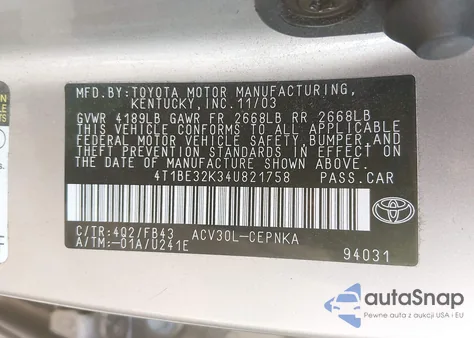 MFD.BY:TOYOTA MOTOR MANUFACTURING,
KENTUCKY,INC.11/03
GVWR 4189LB GAWR FR 2668LB RR 2668LB
THIS VEHICLE CONFORMS TO ALL APPLICABLE
FEDERAL MOTOR VEHICLE SAFETY,BUMPER,AND
THEFT PREVENTION STANDARDS IN EFFECT ON
THE DATE OF MANUFACTURE SHOWN ABOVE.
4T1BE32K34U821758 PASS.CAR
C/TR:4Q2/FB43 ACV30L-CEPNKA
A/TM:-01A/U241E
94031
autoSnap
Pewne auta z aukcji USA i EU